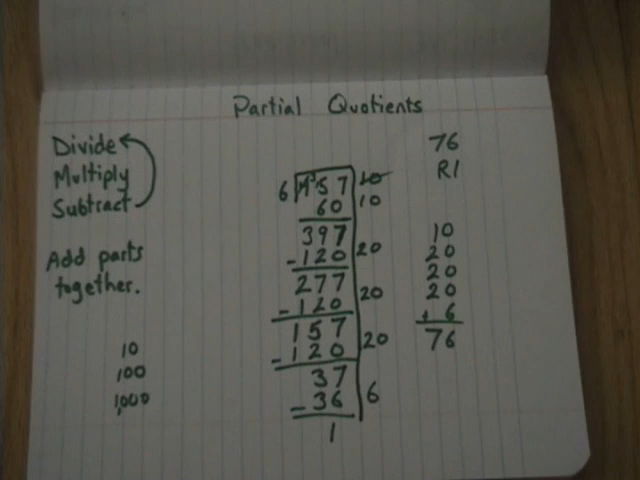 Partial Quotients
Divide
Multiply
Subtract
Add parts
together.
10
100
1,000
6 457 10
60 10
397
-120 20
277
-120 20
157
-120 20
37
-36 6
1
76
R1
10
20
20
20
+ 6
76